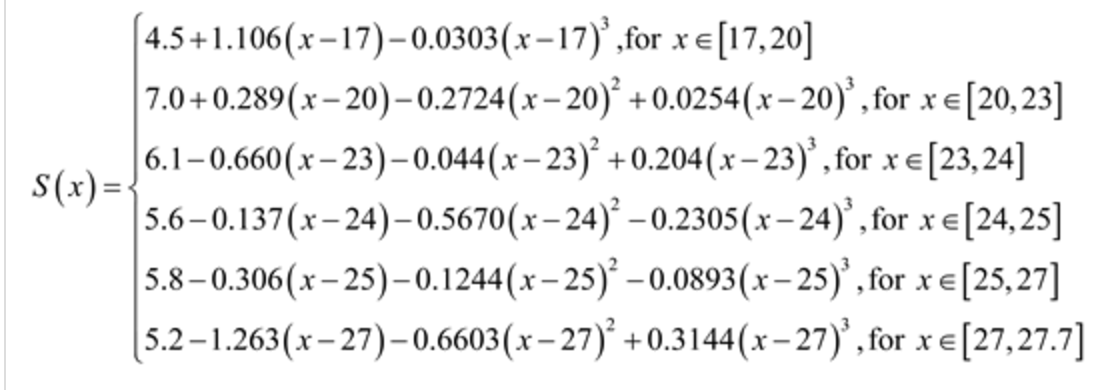 4.5+1.106(x−17)−0.0303(x−17)³ ,for x∈[17,20]
7.0+0.289(x−20)−0.2724(x−20)² +0.0254(x−20)³ ,for x∈[20,23]
6.1−0.660(x−23)−0.044(x−23)² +0.204(x−23)³ ,for x∈[23,24]
S(x)=
5.6−0.137(x−24)−0.5670(x−24)² −0.2305(x−24)³ ,for x∈[24,25]
5.8−0.306(x−25)−0.1244(x−25)² −0.0893(x−25)³ ,for x∈[25,27]
5.2−1.263(x−27)−0.6603(x−27)² +0.3144(x−27)³ ,for x∈[27,27.7]